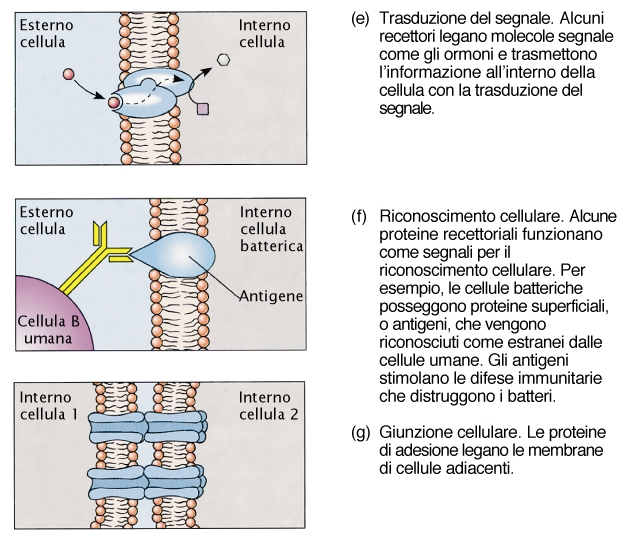 Esterno
cellula
Interno
cellula
(e) Trasduzione del segnale. Alcuni
recettori legano molecole segnale
come gli ormoni e trasmettono
l'informazione all'interno della
cellula con la trasduzione del
segnale.
Esterno
cellula
Interno
cellula
batterica
Antigene
Cellula B
umana
(f) Riconoscimento cellulare. Alcune
proteine recettoriali funzionano
come segnali per il
riconoscimento cellulare. Per
esempio, le cellule batteriche
posseggono proteine superficiali,
o antigeni, che vengono
riconosciuti come estranei dalle
cellule umane. Gli antigeni
stimolano le difese immunitarie
che distruggono i batteri.
Interno
cellula 1
Interno
cellula 2
(g) Giunzione cellulare. Le proteine
di adesione legano le membrane
di cellule adiacenti.